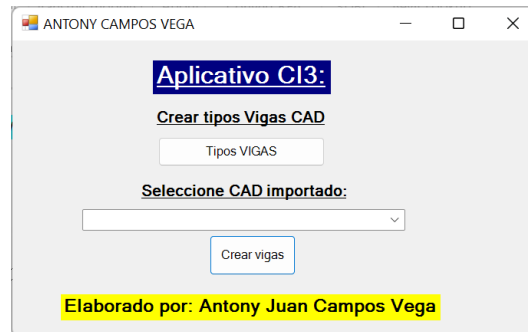 ANTONY CAMPOS VEGA
Aplicativo CI3:
Crear tipos Vigas CAD
Tipos VIGAS
Seleccione CAD importado:
Crear vigas
Elaborado por: Antony Juan Campos Vega